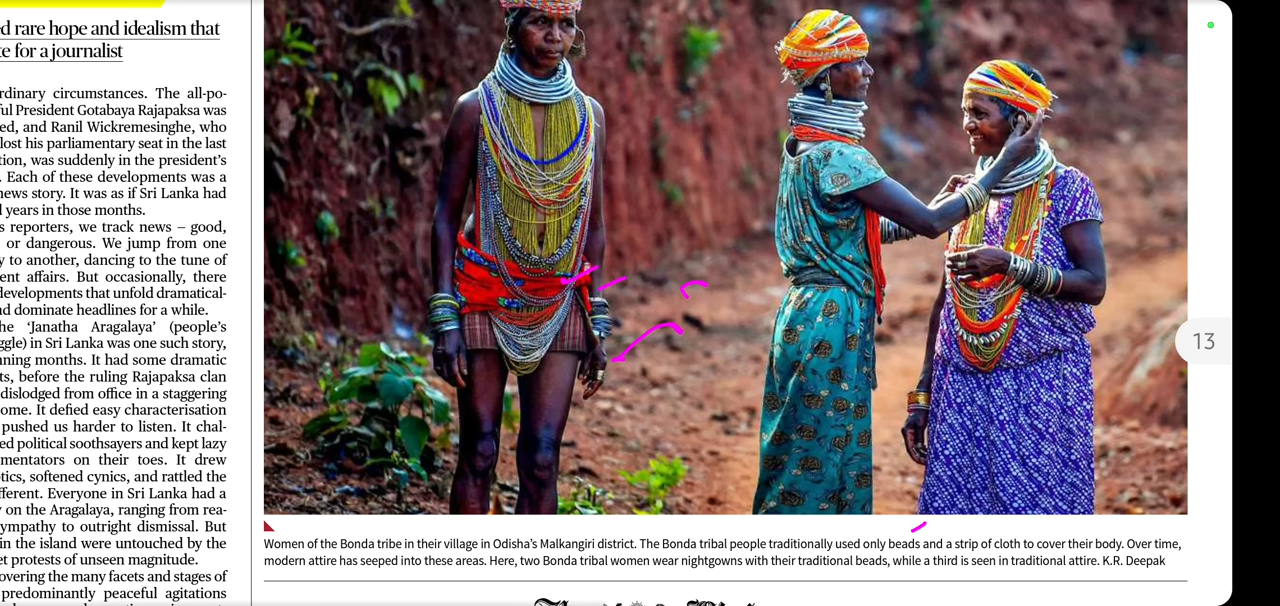 ed rare hope and idealism that
te for a journalist
rdinary circumstances. The all-po-
ful President Gotabaya Rajapaksa was
ed, and Ranil Wickremesinghe, who
lost his parliamentary seat in the last
tion, was suddenly in the president's
. Each of these developments was a
news story. It was as if Sri Lanka had
l years in those months.
s reporters, we track news – good,
or dangerous. We jump from one
y to another, dancing to the tune of
ent affairs. But occasionally, there
developments that unfold dramatical-
nd dominate headlines for a while.
he ‘Janatha Aragalaya’ (people’s
ggle) in Sri Lanka was one such story,
nning months. It had some dramatic
ts, before the ruling Rajapaksa clan
dislodged from office in a staggering
ome. It defied easy characterisation
pushed us harder to listen. It chal-
ed political soothsayers and kept lazy
mentators on their toes. It drew
ptics, softened cynics, and rattled the
fferent. Everyone in Sri Lanka had a
y on the Aragalaya, ranging from rea-
ympathy to outright dismissal. But
in the island were untouched by the
et protests of unseen magnitude.
overing the many facets and stages of
predominantly peaceful agitations
Women of the Bonda tribe in their village in Odisha’s Malkangiri district. The Bonda tribal people traditionally used only beads and a strip of cloth to cover their body. Over time,
modern attire has seeped into these areas. Here, two Bonda tribal women wear nightgowns with their traditional beads, while a third is seen in traditional attire. K.R. Deepak
13